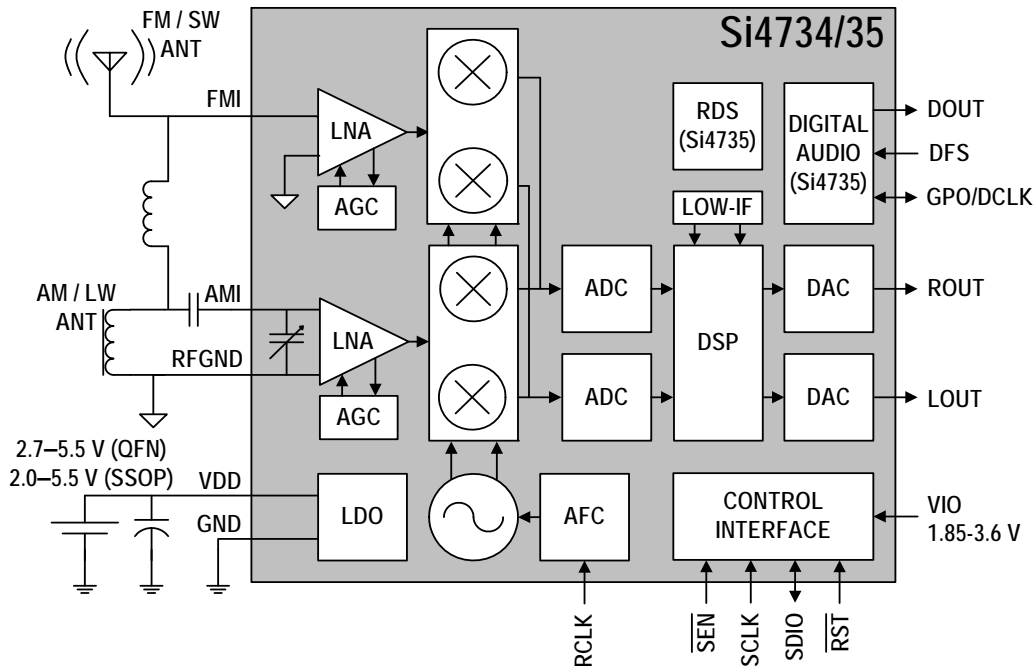 FM / SW
ANT
Si4734/35
FMI
LNA
AGC
RDS
(Si4735)
DIGITAL
AUDIO
(Si4735)
DOUT
DFS
GPO/DCLK
LOW-IF
AM / LW
ANT
AMI
RFGND
LNA
AGC
ADC
ADC
DSP
DAC
DAC
ROUT
LOUT
2.7–5.5 V (QFN)
2.0–5.5 V (SSOP)
VDD
GND
LDO
AFC
CONTROL
INTERFACE
VIO
1.85-3.6 V
RCLK
SEN
SCLK
SDIO
RST